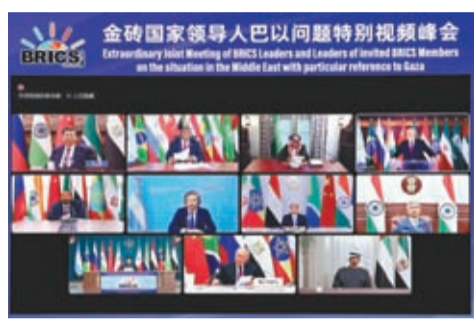 金砖国家领导人巴以问题特别视频峰会
BRICS
Extraordinary Joint Meeting of BRICS Leaders and Leaders of Invited BRICS Members
on the situation in the Middle East with particular reference to Gaza
BRICS